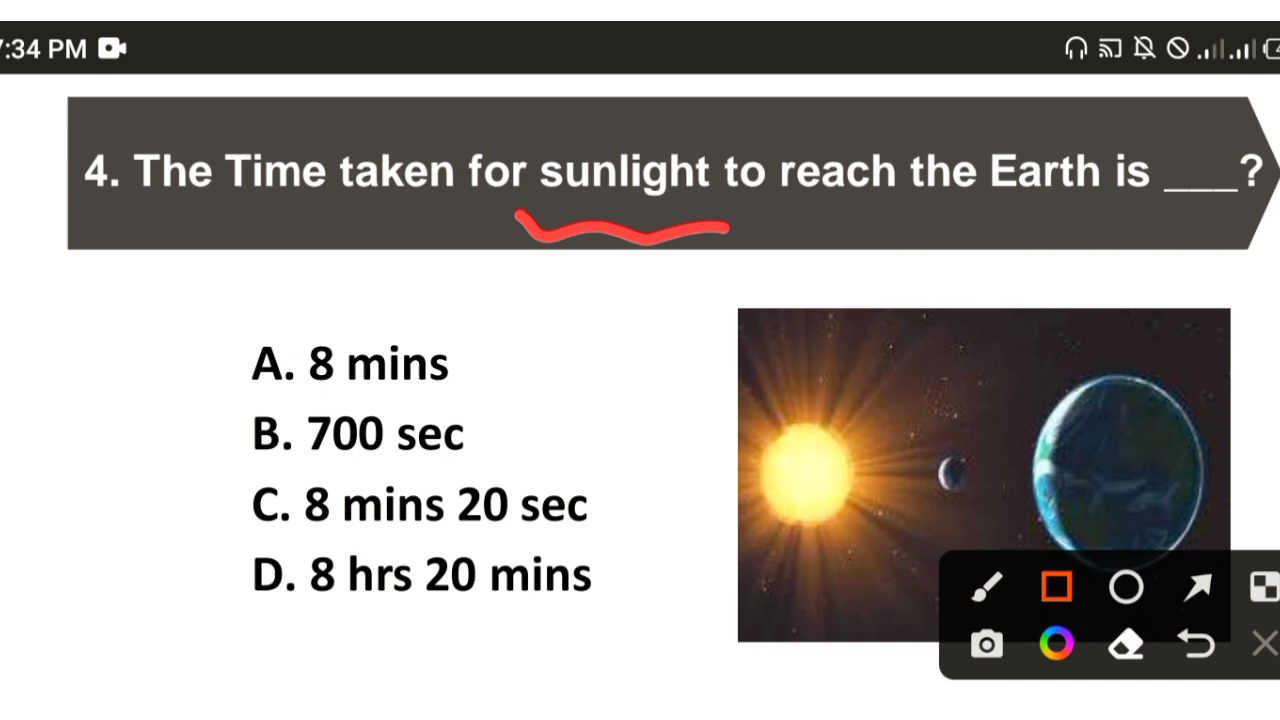 :34 PM
4. The Time taken for sunlight to reach the Earth is ___?
A. 8 mins
B. 700 sec
C. 8 mins 20 sec
D. 8 hrs 20 mins